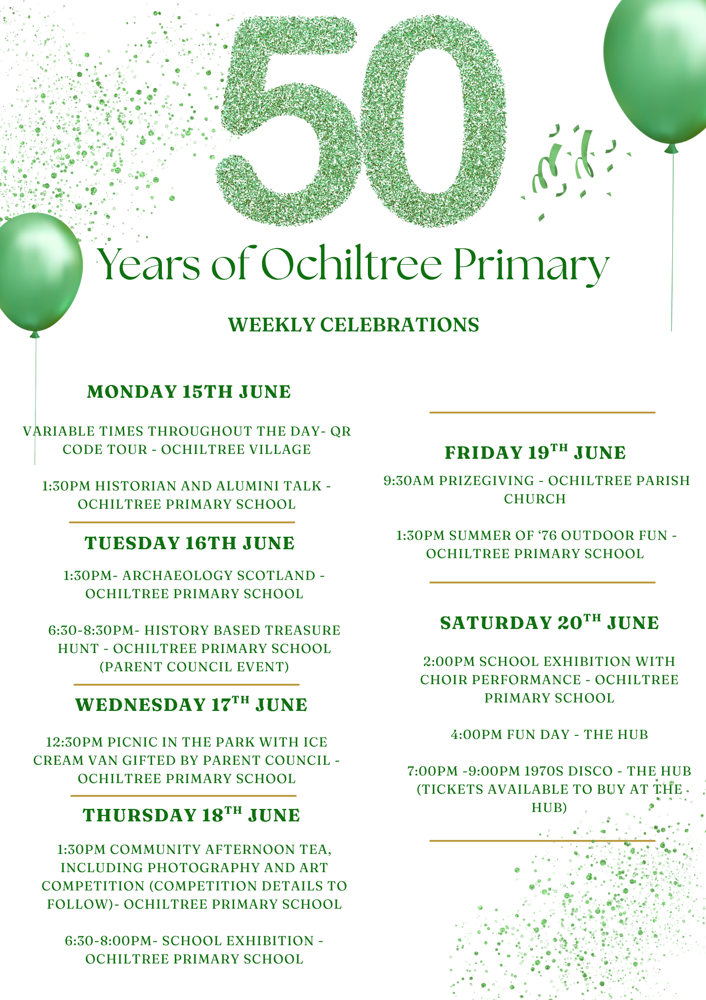 50
Years of Ochiltree Primary
WEEKLY CELEBRATIONS
MONDAY 15TH JUNE
VARIABLE TIMES THROUGHOUT THE DAY- QR
CODE TOUR - OCHILTREE VILLAGE
1:30PM HISTORIAN AND ALUMINI TALK -
OCHILTREE PRIMARY SCHOOL
TUESDAY 16TH JUNE
1:30PM- ARCHAEOLOGY SCOTLAND -
OCHILTREE PRIMARY SCHOOL
6:30-8:30PM- HISTORY BASED TREASURE
HUNT - OCHILTREE PRIMARY SCHOOL
(PARENT COUNCIL EVENT)
WEDNESDAY 17TH JUNE
12:30PM PICNIC IN THE PARK WITH ICE
CREAM VAN GIFTED BY PARENT COUNCIL -
OCHILTREE PRIMARY SCHOOL
THURSDAY 18TH JUNE
1:30PM COMMUNITY AFTERNOON TEA,
INCLUDING PHOTOGRAPHY AND ART
COMPETITION (COMPETITION DETAILS TO
FOLLOW)- OCHILTREE PRIMARY SCHOOL
6:30-8:00PM- SCHOOL EXHIBITION -
OCHILTREE PRIMARY SCHOOL
FRIDAY 19TH JUNE
9:30AM PRIZEGIVING - OCHILTREE PARISH
CHURCH
1:30PM SUMMER OF ‘76 OUTDOOR FUN -
OCHILTREE PRIMARY SCHOOL
SATURDAY 20TH JUNE
2:00PM SCHOOL EXHIBITION WITH
CHOIR PERFORMANCE - OCHILTREE
PRIMARY SCHOOL
4:00PM FUN DAY - THE HUB
7:00PM -9:00PM 1970S DISCO - THE HUB
(TICKETS AVAILABLE TO BUY AT THE
HUB)